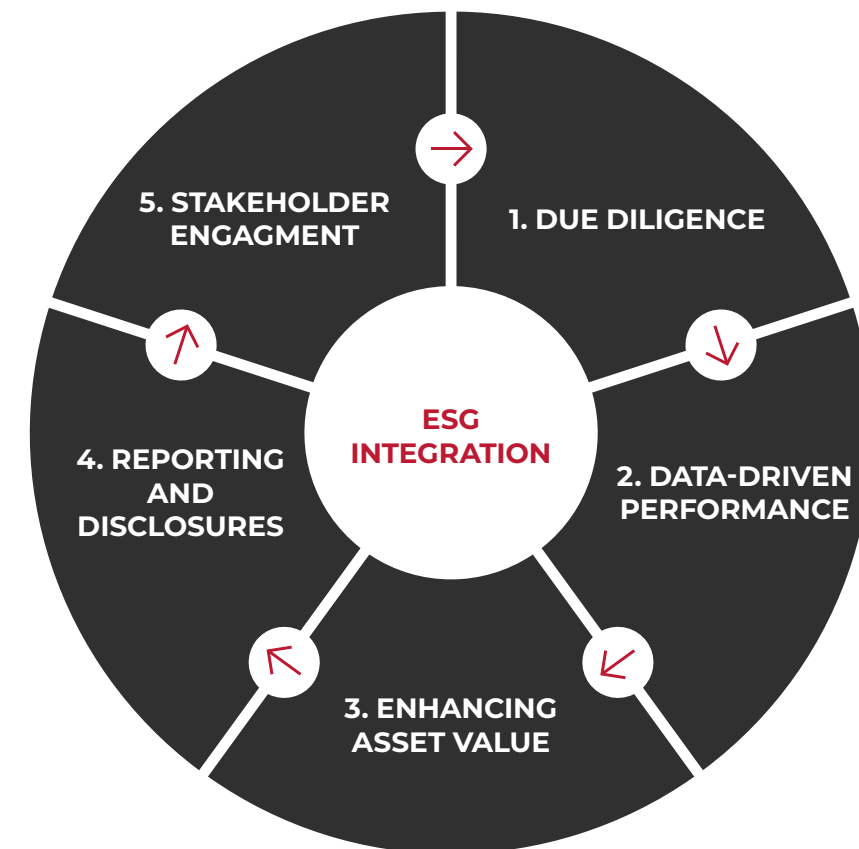 ESG
INTEGRATION
1. DUE DILIGENCE
2. DATA-DRIVEN
PERFORMANCE
3. ENHANCING
ASSET VALUE
4. REPORTING
AND
DISCLOSURES
5. STAKEHOLDER
ENGAGMENT